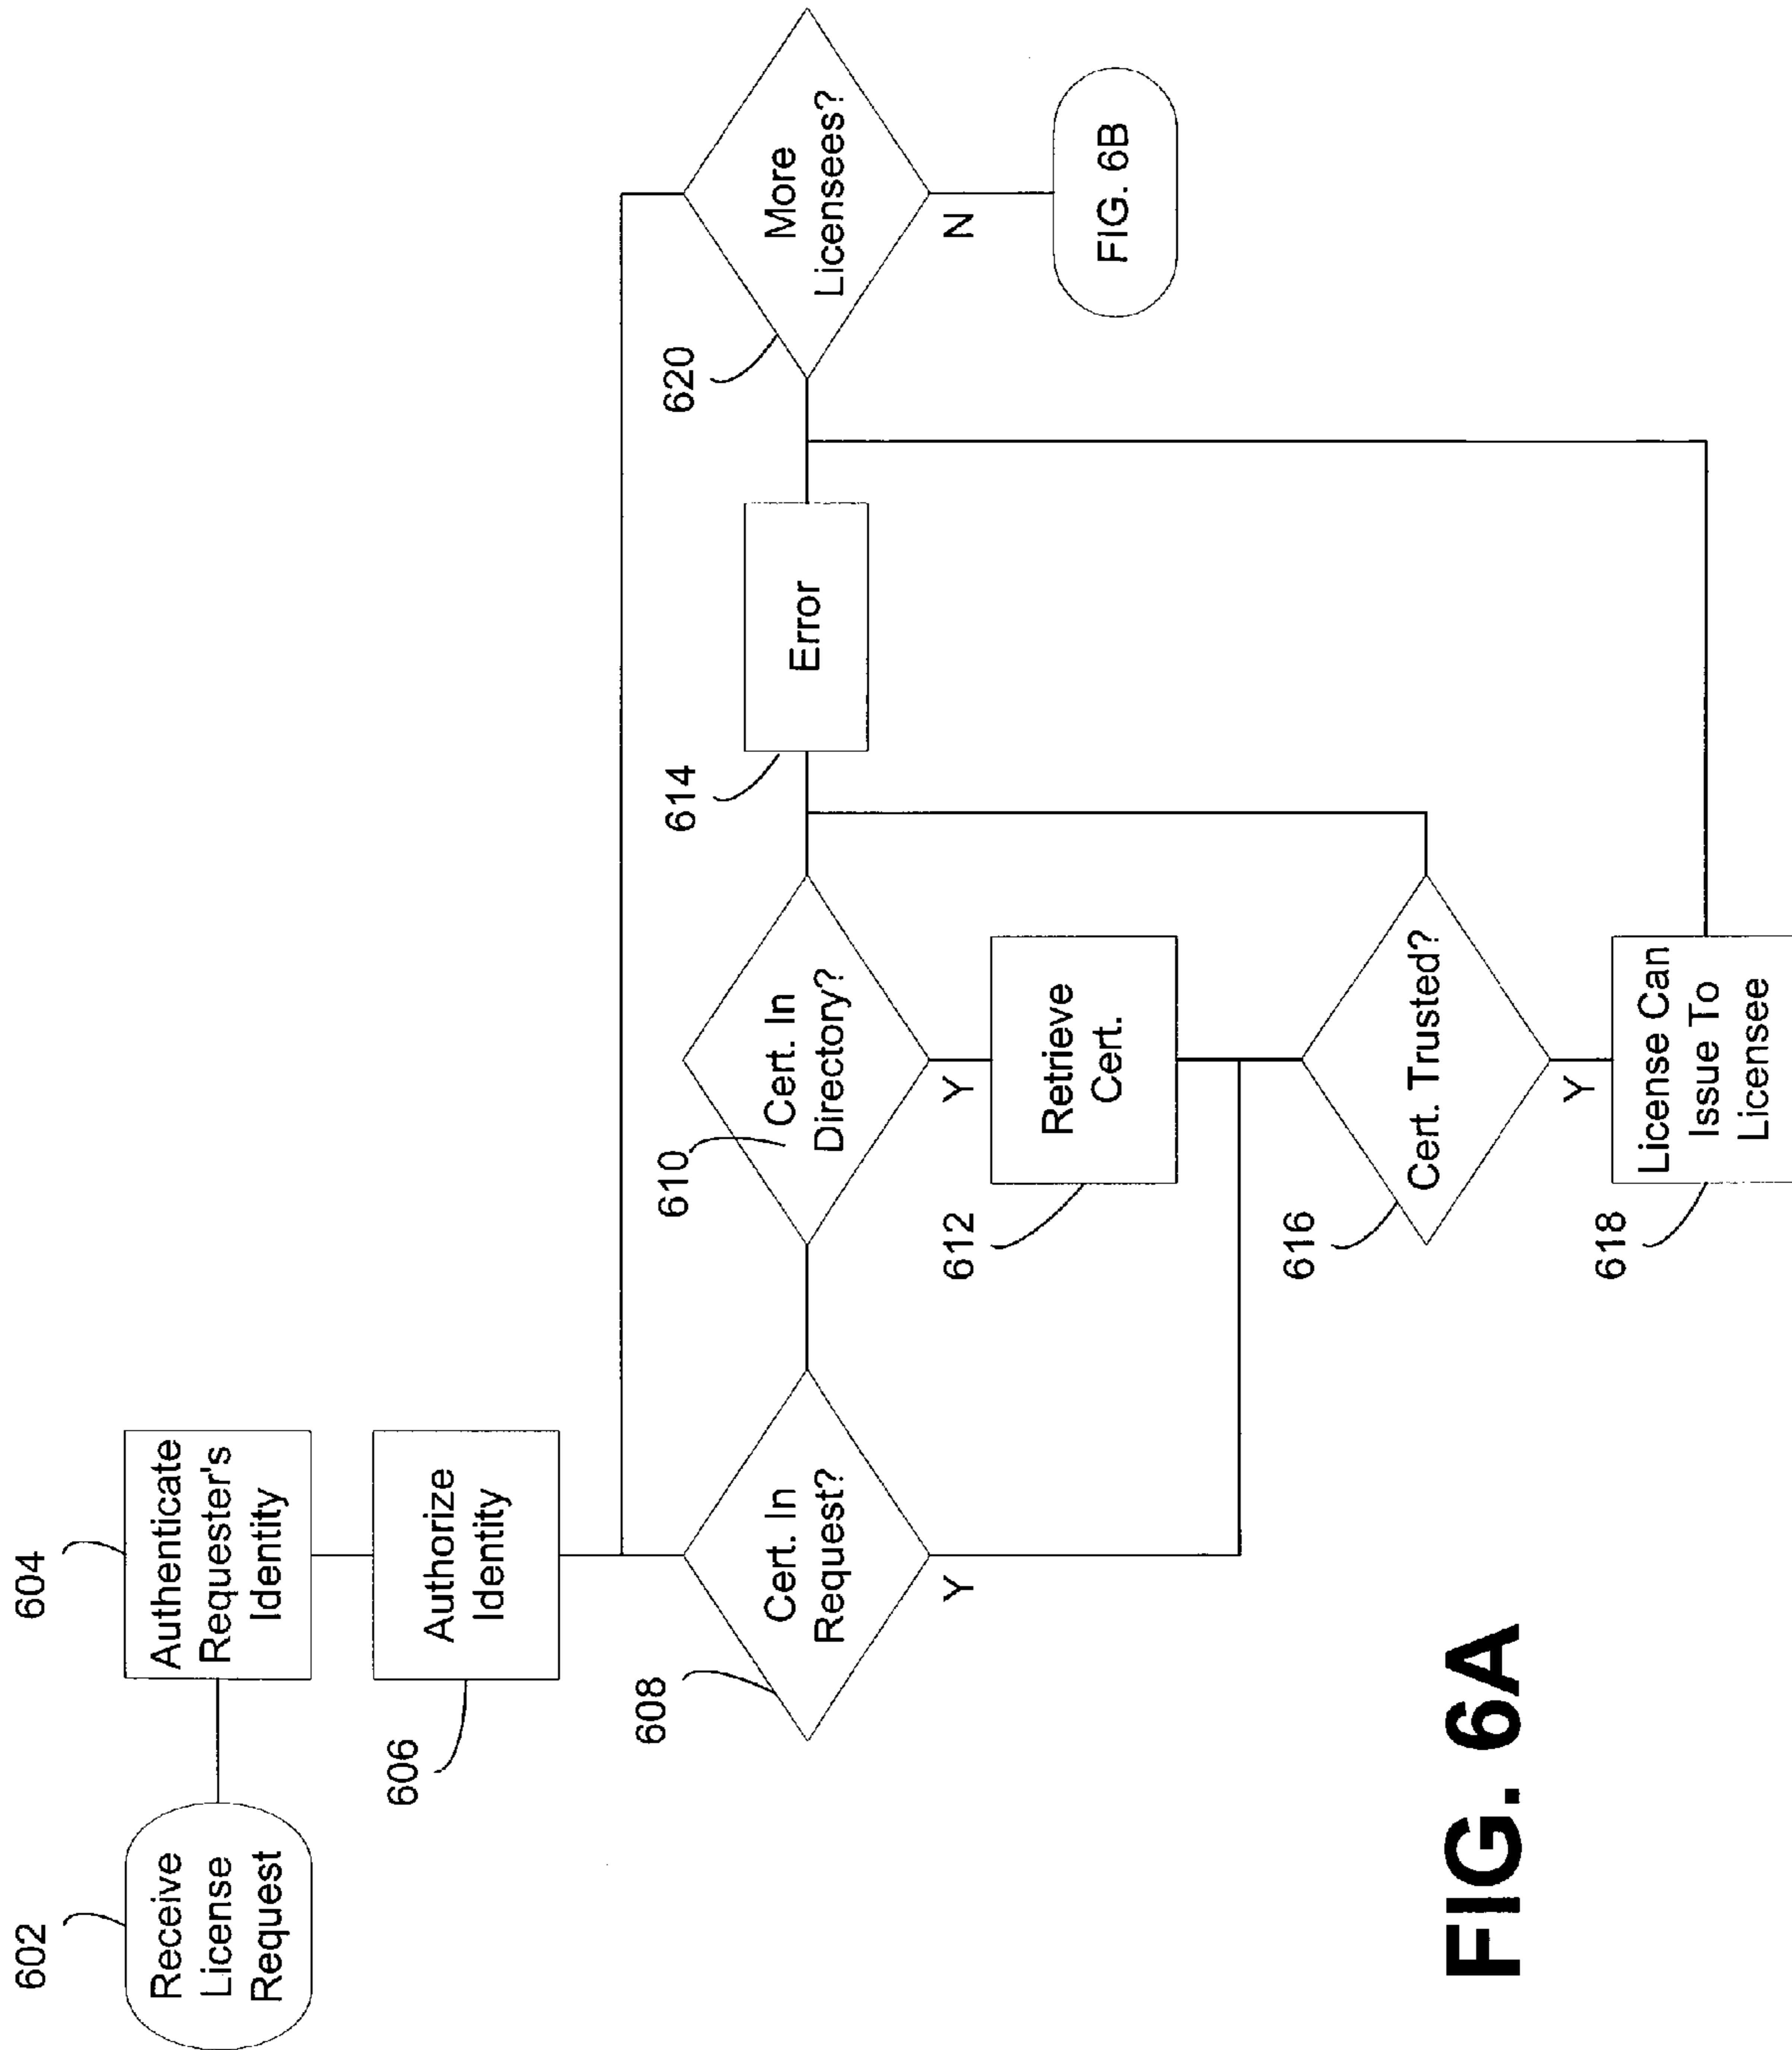 602
Receive
License
Request
604
Authenticate
Requester's
Identity
606
Authorize
Identity
608
Cert. In
Request?
Y
610
Cert. In
Directory?
Y
612
Retrieve
Cert.
614
Error
616
Cert. Trusted?
Y
618
License Can
Issue To
Licensee
620
More
Licensees?
N
FIG. 6B
FIG. 6A